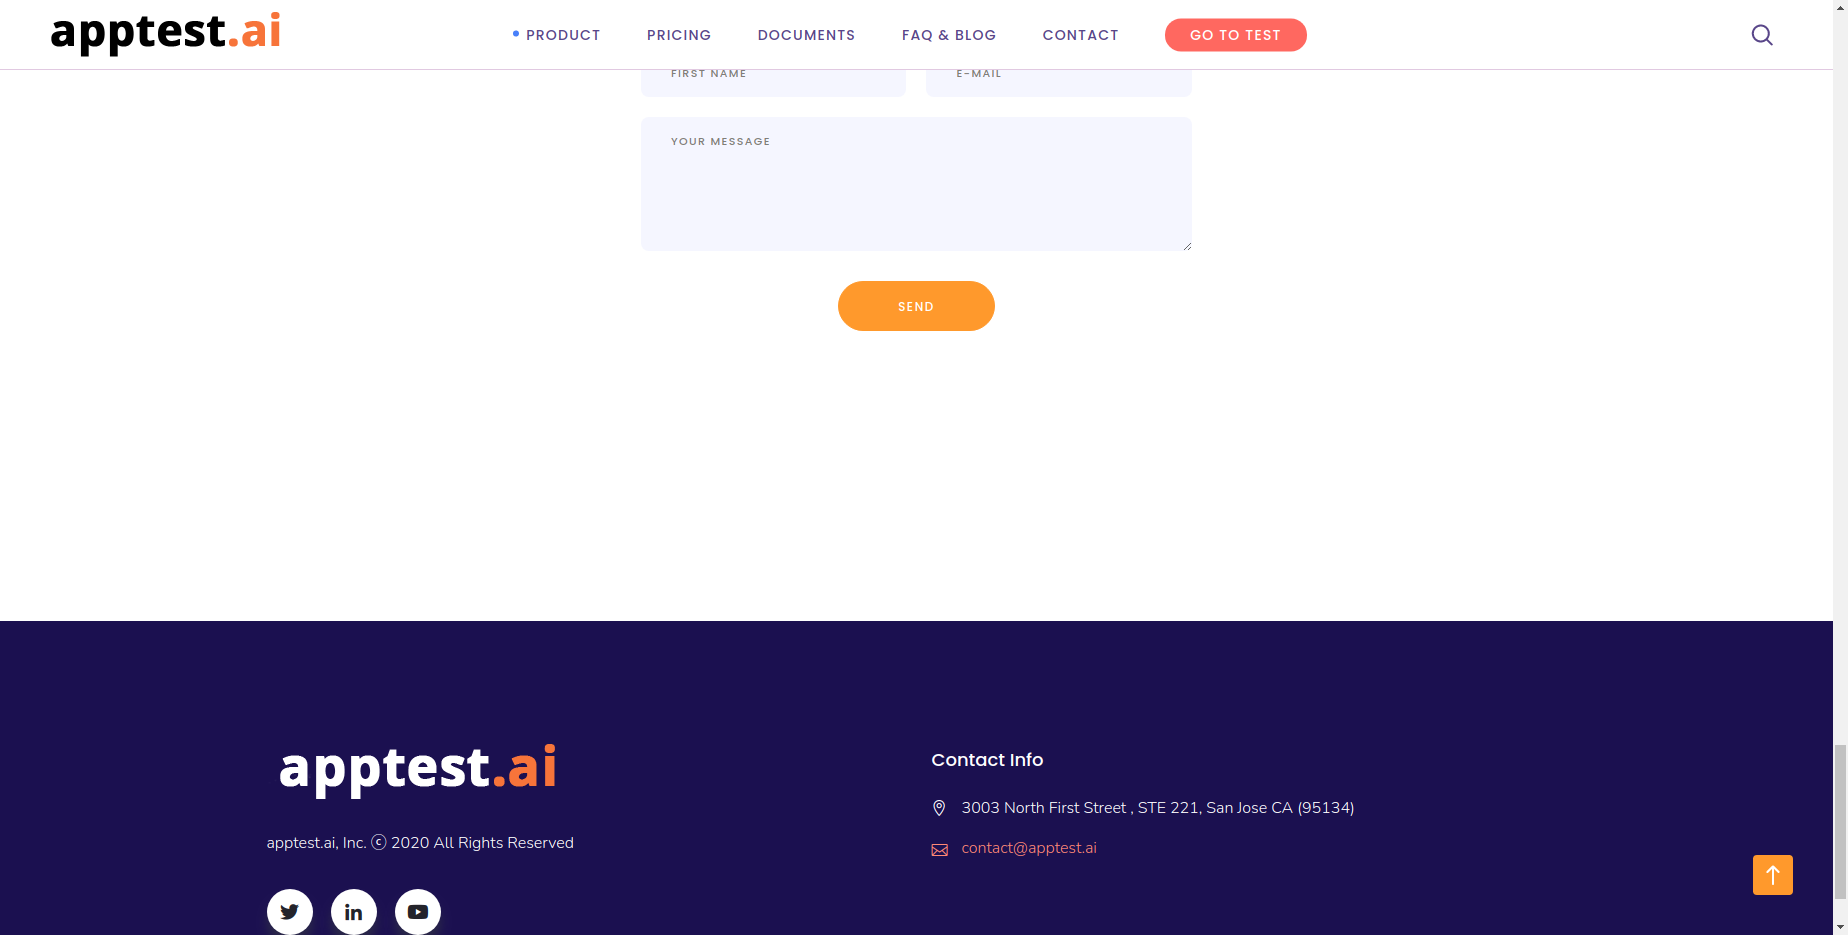 apptest.ai
PRODUCT
PRICING
DOCUMENTS
FAQ & BLOG
CONTACT
GO TO TEST
FIRST NAME
E-MAIL
YOUR MESSAGE
SEND
apptest.ai
apptest.ai, Inc. ⓒ 2020 All Rights Reserved
Contact Info
3003 North First Street , STE 221, San Jose CA (95134)
contact@apptest.ai